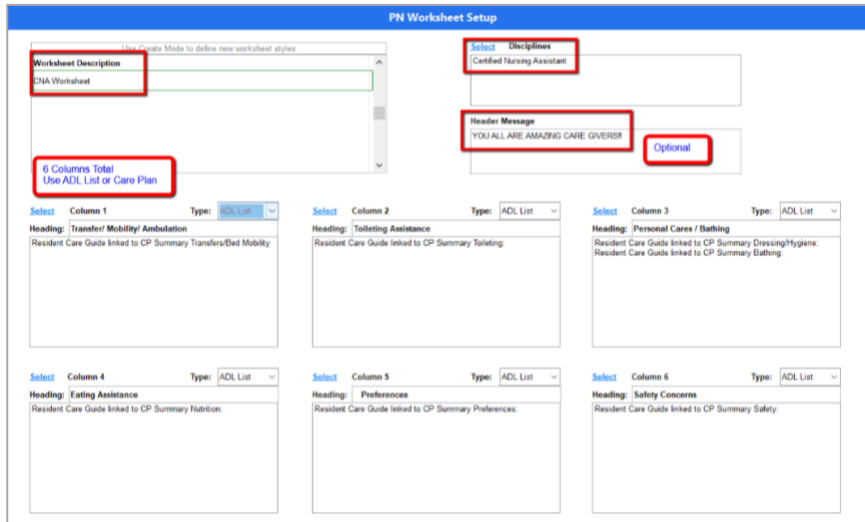 PN Worksheet Setup
Use Create Mode to define new worksheet styles
Worksheet Description
CNA Worksheet
Select Disciplines
Certified Nursing Assistant
Header Message
YOU ALL ARE AMAZING CARE GIVERS!!
Optional
6 Columns Total
Use ADL List or Care Plan
Select Column 1 Type: ADL List
Heading: Transfer/ Mobility/ Ambulation
Resident Care Guide linked to CP Summary Transfers/Bed Mobility
Select Column 2 Type: ADL List
Heading: Toileting Assistance
Resident Care Guide linked to CP Summary Toileting:
Select Column 3 Type: ADL List
Heading: Personal Cares / Bathing
Resident Care Guide linked to CP Summary Dressing/Hygiene:
Resident Care Guide linked to CP Summary Bathing:
Select Column 4 Type: ADL List
Heading: Eating Assistance
Resident Care Guide linked to CP Summary Nutrition:
Select Column 5 Type: ADL List
Heading: Preferences
Resident Care Guide linked to CP Summary Preferences:
Select Column 6 Type: ADL List
Heading: Safety Concerns
Resident Care Guide linked to CP Summary Safety: